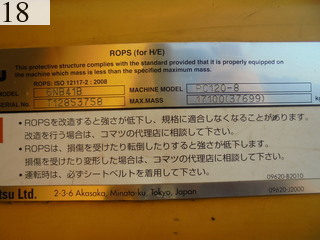 18
ROPS (for H/E)
This protective structure complies with the standard provided that it is properly equipped on
the machine which mass is less than the specified maximum mass.
ROPS: ISO 12117-2 : 2008
MODEL 6NB41B MACHINE MODEL PC120-8
SERIAL No. T12853758 MAX.MASS 17100(37699) kg
• ROPSを改造すると強さが低下し、規格に適合しなくなることがあります。
改造を行う場合は、コマツの代理店に相談して下さい。
• ROPSは、損傷を受けたり転倒したりすると強さが低下します。
損傷を受けたり変形した場合は、コマツの代理店に相談して下さい。
• 運転時は、必ずシートベルトを着用して下さい。
09620-B2010
tsu Ltd. 2-3-6 Akasaka, Minato-ku, Tokyo, Japan 09620-J2000